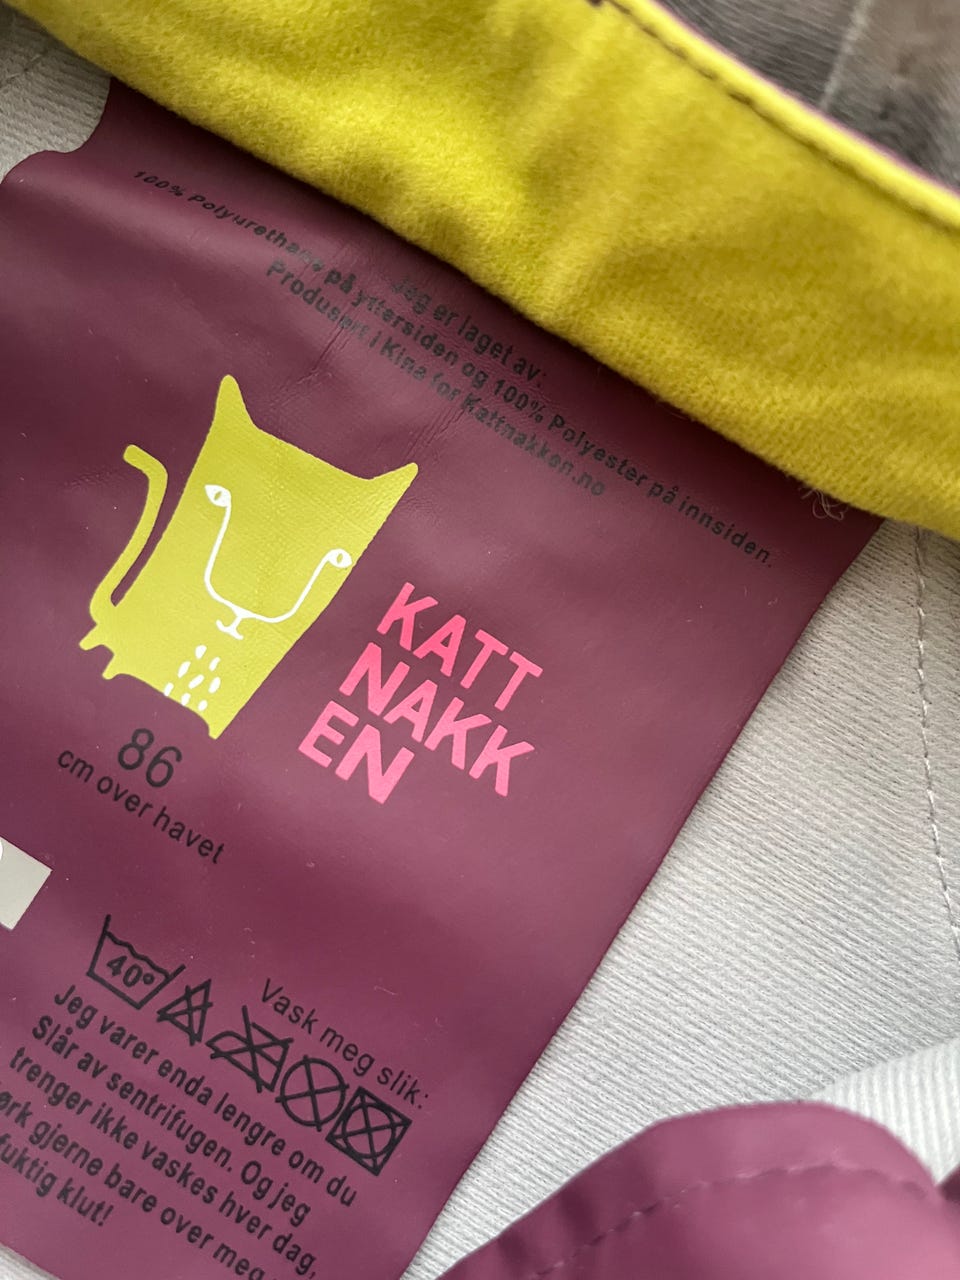 Jeg er laget av:
100% Polyurethane på yttersiden og 100% Polyester på innsiden.
Produsert i Kina for Kattnakken.no
KATT
NAKK
EN
86
cm over havet
Vask meg slik:
40°
Jeg varer enda lengre om du
Slår av sentrifugen. Og jeg
trenger ikke vaskes hver dag,
gjerne bare over meg
fuktig klut!